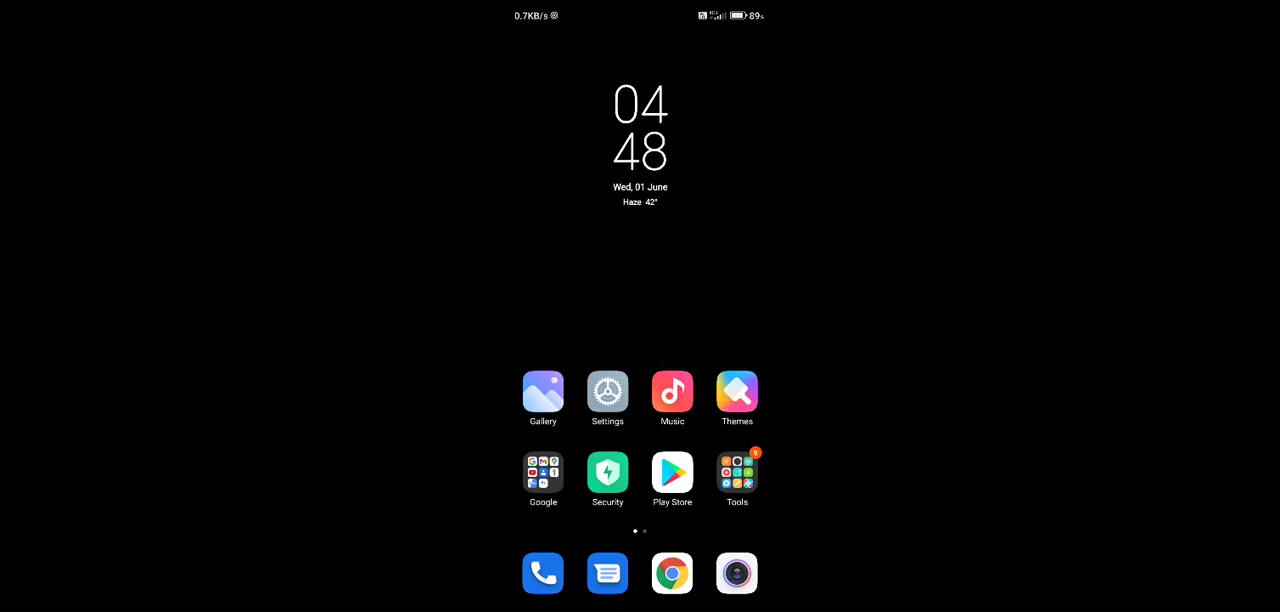 0.7KB/s 89%
04
48
Wed, 01 June
Haze 42°
Gallery Settings Music Themes
9
Google Security Play Store Tools